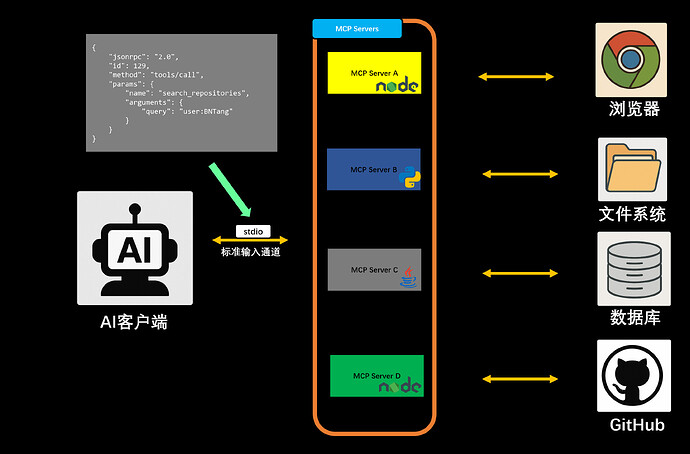 MCP Servers
{
"jsonrpc": "2.0",
"id": 129,
"method": "tools/call",
"params": {
"name": "search_repositories",
"arguments": {
"query": "user:BNTang"
}
}
}
AI
AI客户端
stdio
标准输入通道
MCP Server A
node
MCP Server B
MCP Server C
MCP Server D
node
浏览器
文件系统
数据库
GitHub